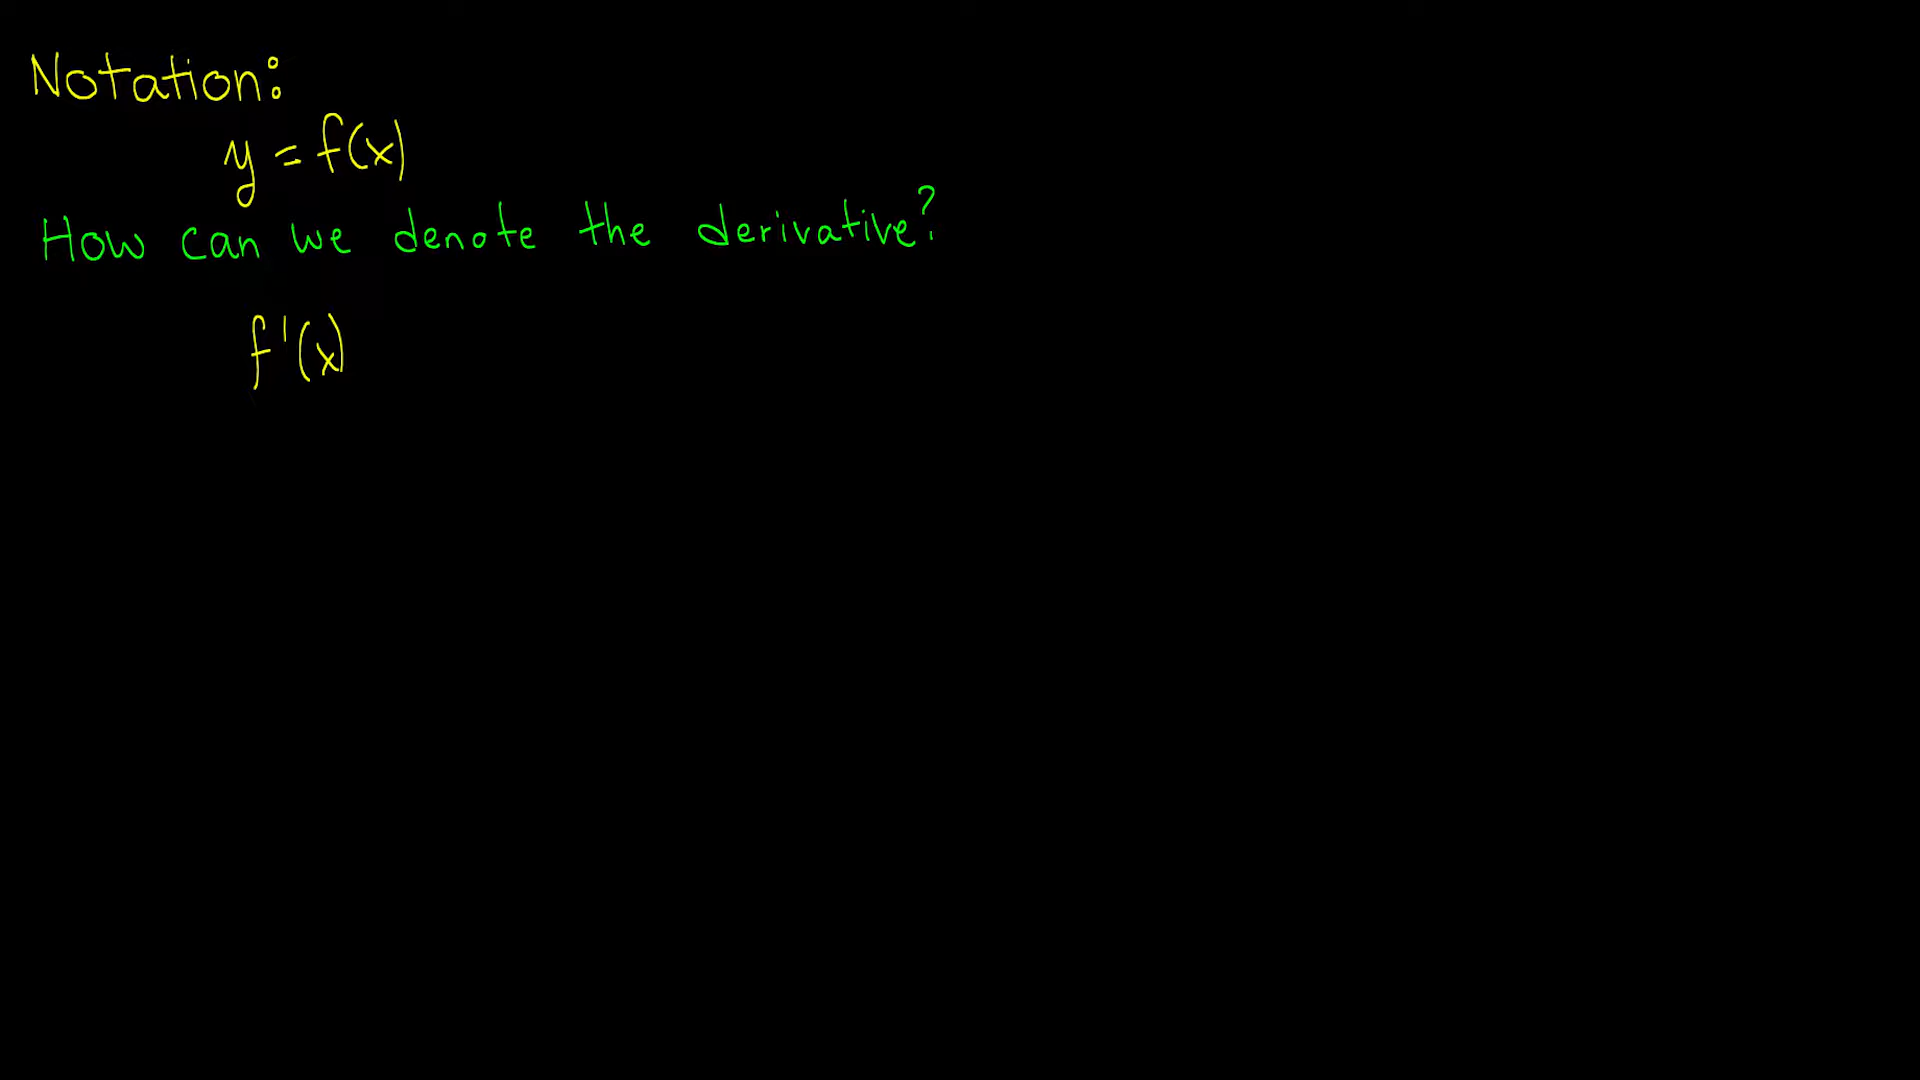 Notation:
y = f(x)
How can we denote the derivative?
f'(x)